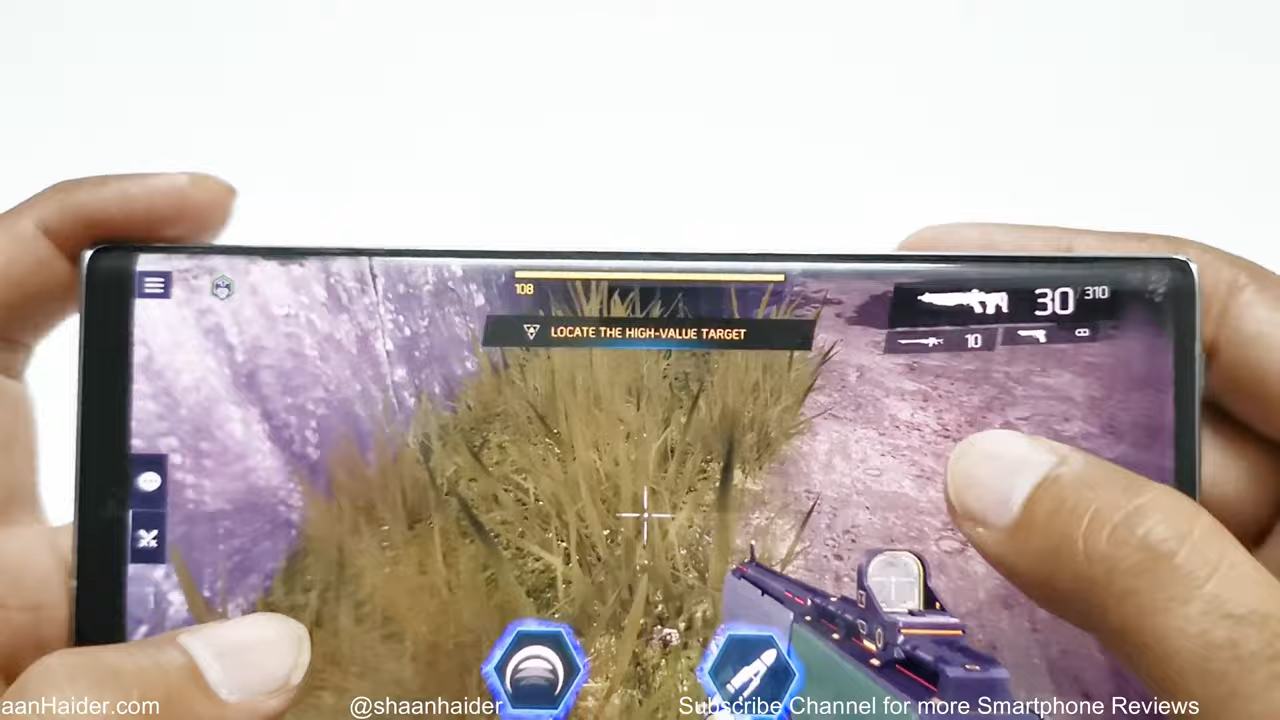 108
LOCATE THE HIGH-VALUE TARGET
30 310
10 ∞
aanHaider.com @shaanhaider Subscribe Channel for more Smartphone Reviews